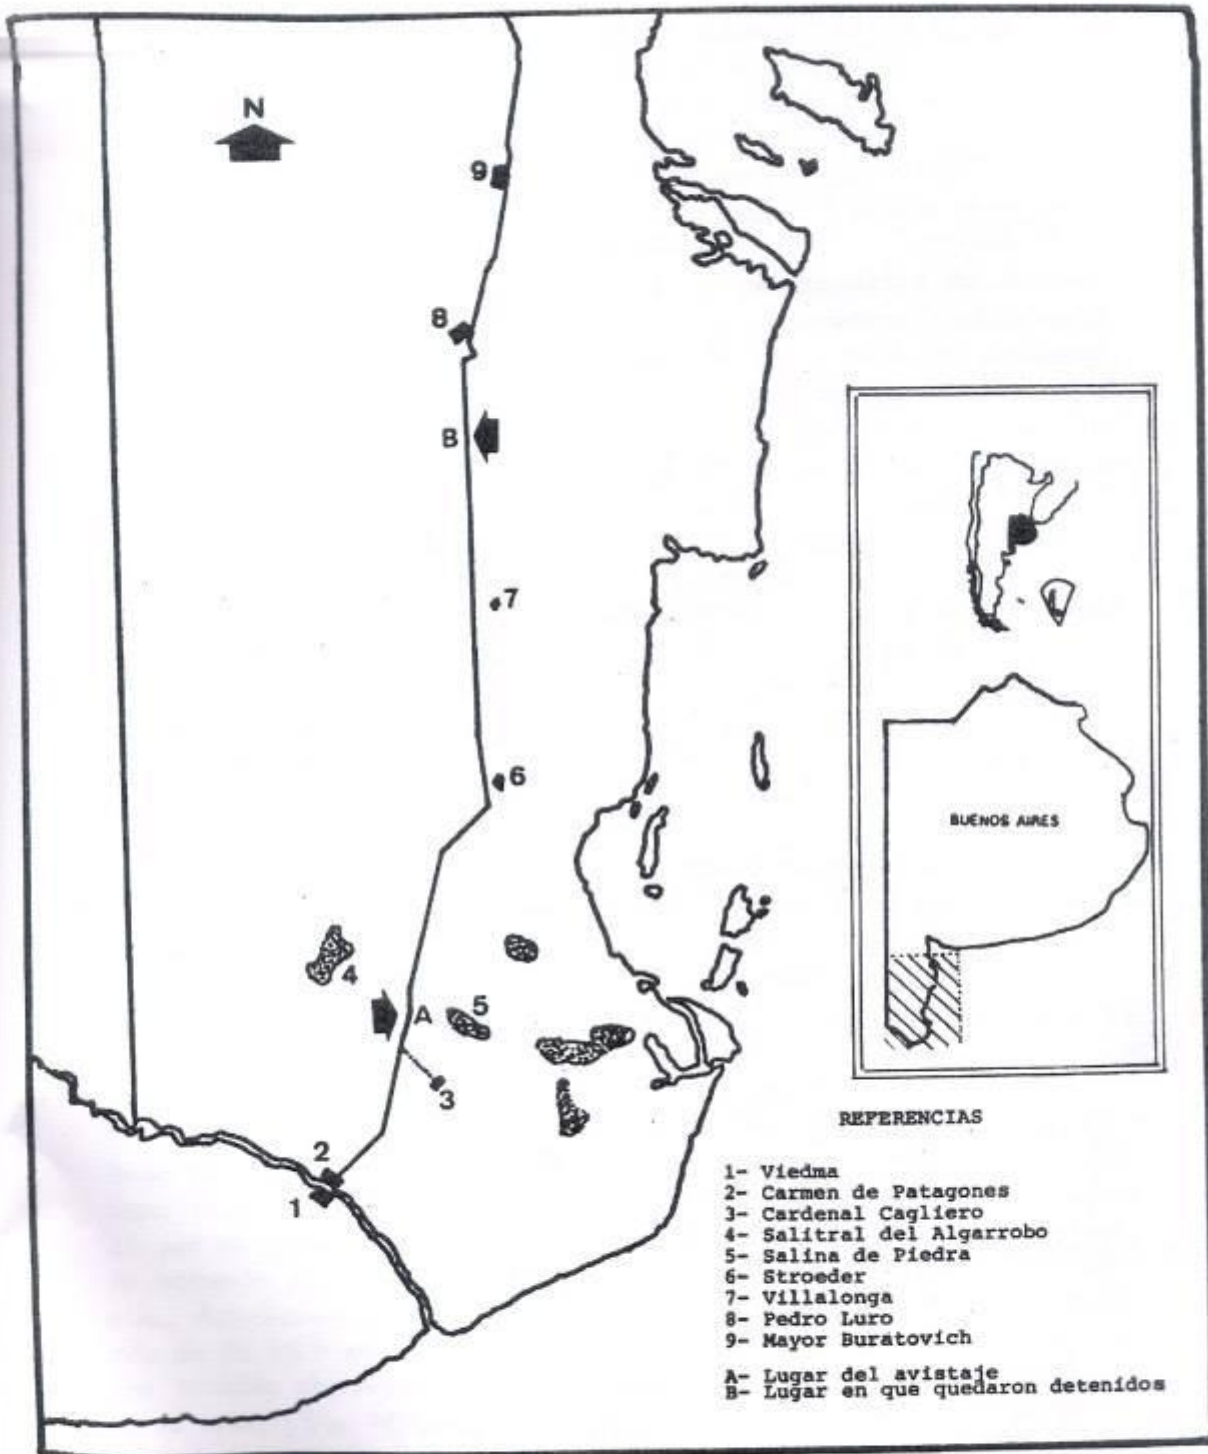 N
9
8
B
7
6
4
A
5
3
2
1
BUENOS AIRES
REFERENCIAS
1- Viedma
2- Carmen de Patagones
3- Cardenal Cagliero
4- Salitral del Algarrobo
5- Salina de Piedra
6- Stroeder
7- Villalonga
8- Pedro Luro
9- Mayor Buratovich
A- Lugar del avistaje
B- Lugar en que quedaron detenidos